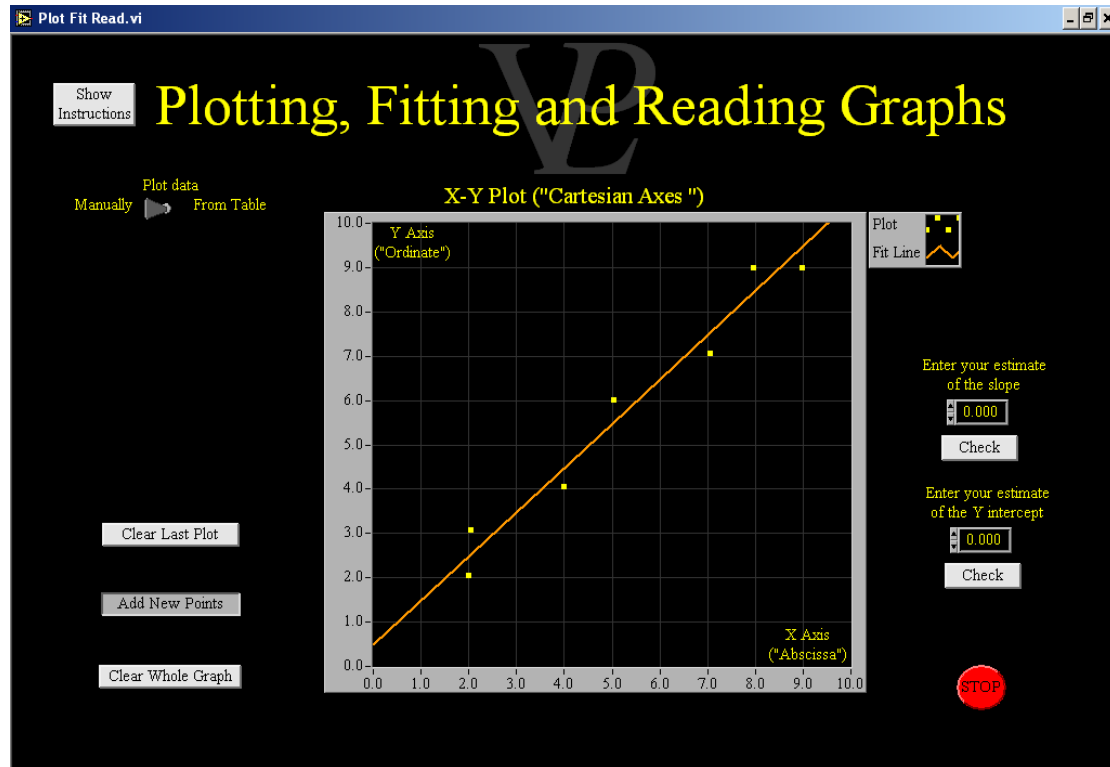 Plot Fit Read.vi
VPL
Show
Instructions
Plotting, Fitting and Reading Graphs
Plot data
Manually
From Table
X-Y Plot ("Cartesian Axes ")
Y Axis
("Ordinate")
10.0
9.0
8.0
7.0
6.0
5.0
4.0
3.0
2.0
1.0
0.0
0.0 1.0 2.0 3.0 4.0 5.0 6.0 7.0 8.0 9.0 10.0
X Axis
("Abscissa")
Plot
Fit Line
Enter your estimate
of the slope
0.000
Check
Enter your estimate
of the Y intercept
0.000
Check
Clear Last Plot
Add New Points
Clear Whole Graph
STOP